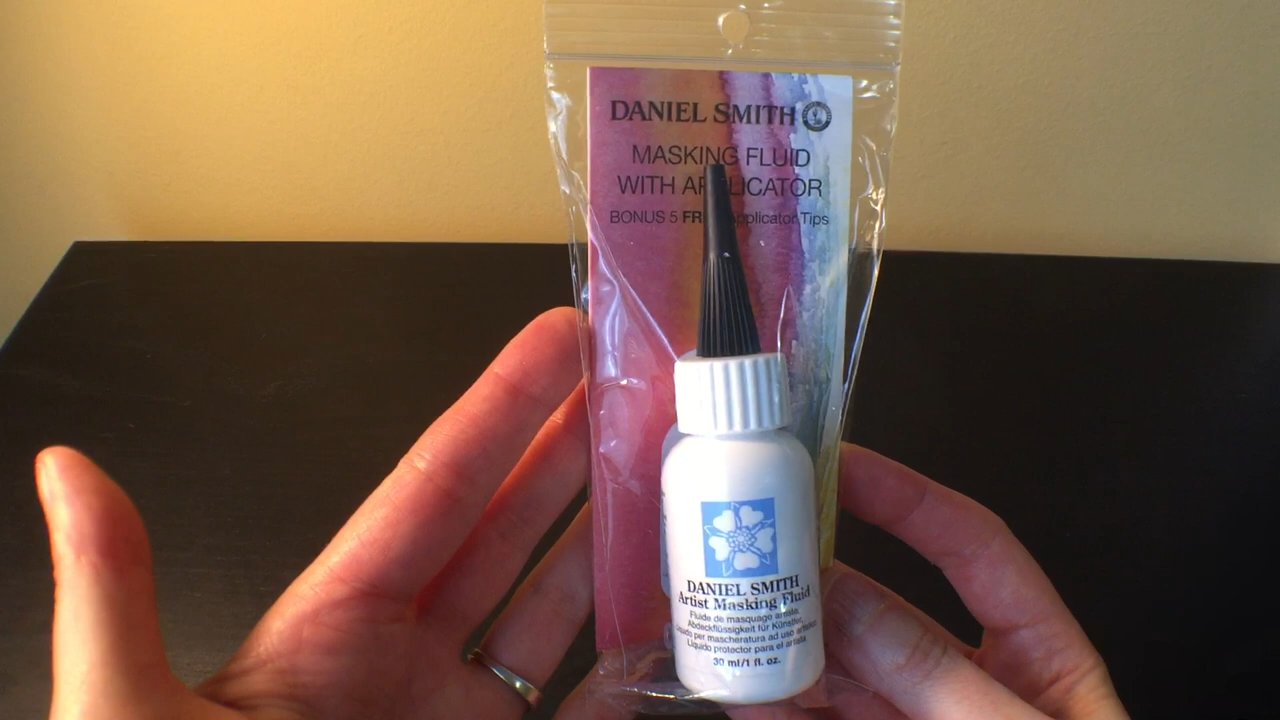 DANIEL SMITH
MASKING FLUID
WITH AP LICATOR
BONUS 5 FR Applicator Tips
DANIEL SMITH
Artist Masking Fluid
Fluide de masquage artiste,
Abdeckflüssigkeit für Künstler,
Líquido per mascheratura ad uso artistico
Líquido protector para el artista
30 ml/1 fl. oz.